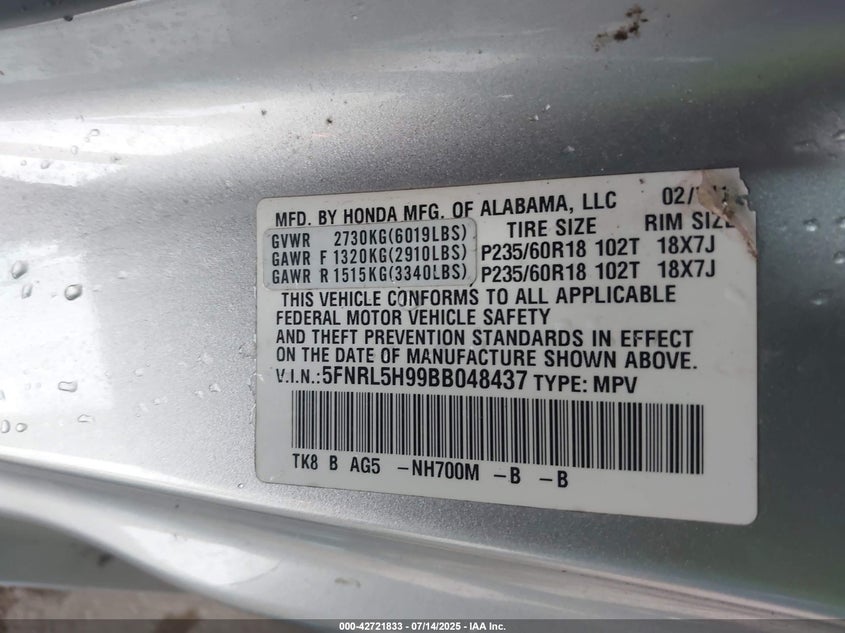 MFD. BY HONDA MFG. OF ALABAMA, LLC 02/
TIRE SIZE RIM SIZE
GVWR 2730KG(6019LBS)
GAWR F 1320KG(2910LBS) P235/60R18 102T 18X7J
GAWR R 1515KG(3340LBS) P235/60R18 102T 18X7J
THIS VEHICLE CONFORMS TO ALL APPLICABLE
FEDERAL MOTOR VEHICLE SAFETY
AND THEFT PREVENTION STANDARDS IN EFFECT
ON THE DATE OF MANUFACTURE SHOWN ABOVE.
V.I.N.:5FNRL5H99BB048437 TYPE: MPV
TK8 B AG5 -NH700M -B -B
000-42721833 - 07/14/2025 - IAA Inc.